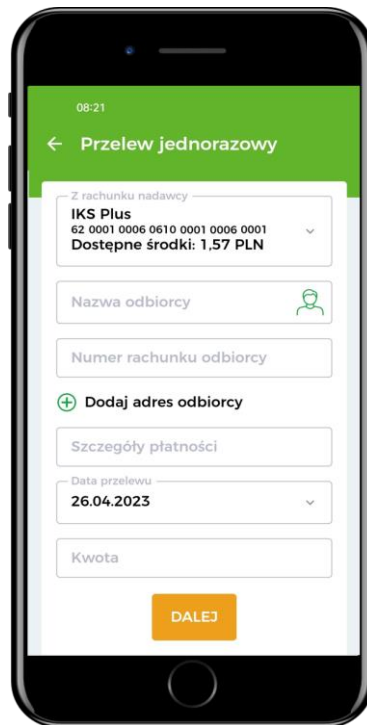 08:21
Przelew jednorazowy
Z rachunku nadawcy
IKS Plus
62 0001 0006 0610 0001 0006 0001
Dostępne środki: 1,57 PLN
Nazwa odbiorcy
Numer rachunku odbiorcy
Dodaj adres odbiorcy
Szczegóły płatności
Data przelewu
26.04.2023
Kwota
DALEJ